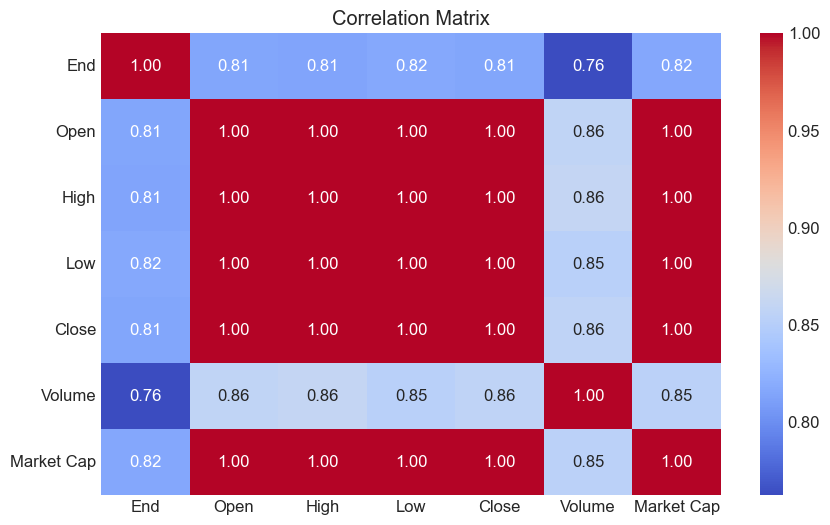 Correlation Matrix
End 1.00 0.81 0.81 0.82 0.81 0.76 0.82
Open 0.81 1.00 1.00 1.00 1.00 0.86 1.00
High 0.81 1.00 1.00 1.00 1.00 0.86 1.00
Low 0.82 1.00 1.00 1.00 1.00 0.85 1.00
Close 0.81 1.00 1.00 1.00 1.00 0.86 1.00
Volume 0.76 0.86 0.86 0.85 0.86 1.00 0.85
Market Cap 0.82 1.00 1.00 1.00 1.00 0.85 1.00
End Open High Low Close Volume Market Cap
1.00
0.95
0.90
0.85
0.80